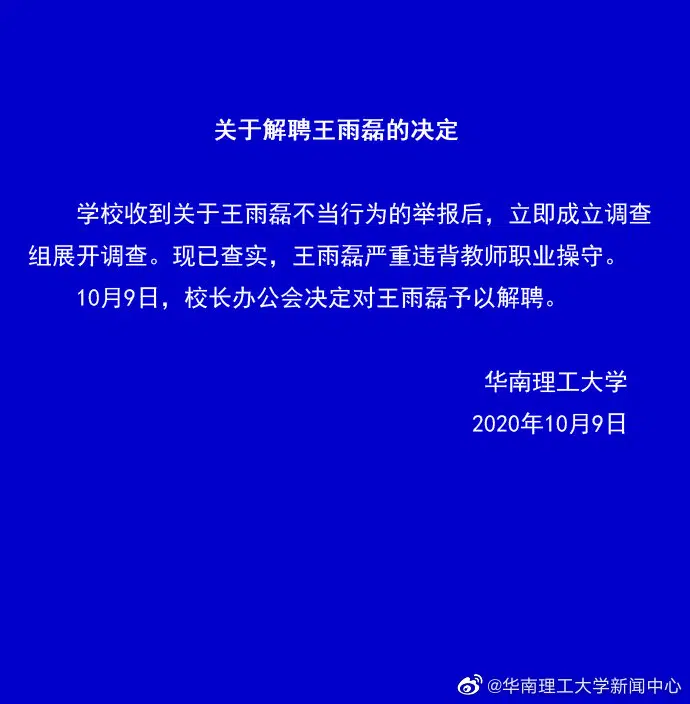 关于解聘王雨磊的决定
学校收到关于王雨磊不当行为的举报后，立即成立调查
组展开调查。现已查实，王雨磊严重违背教师职业操守。
10月9日，校长办公会决定对王雨磊予以解聘。
华南理工大学
2020年10月9日
@华南理工大学新闻中心